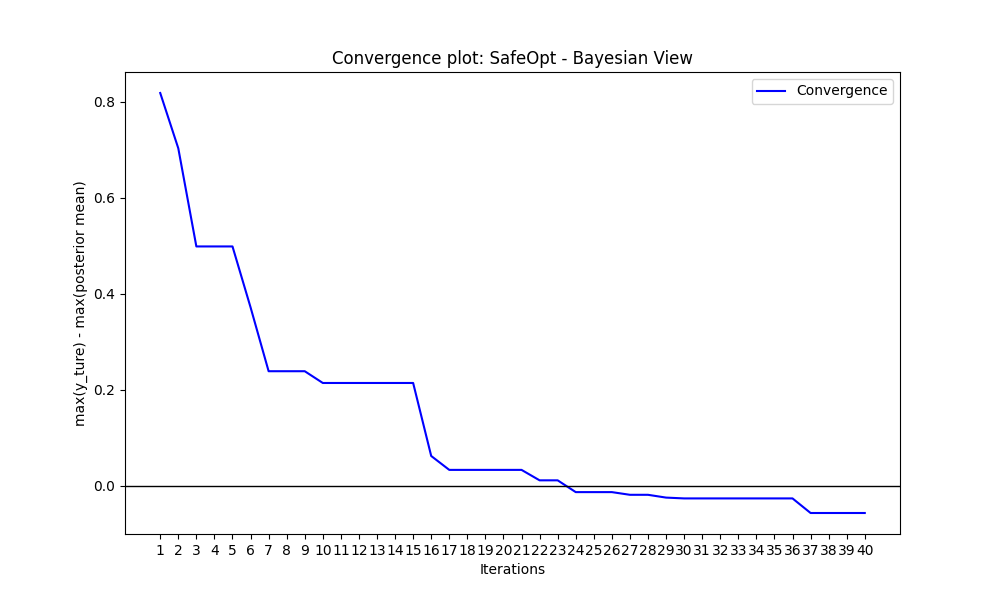 Convergence plot: SafeOpt - Bayesian View
Convergence
max(y_ture) - max(posterior mean)
0.8
0.6
0.4
0.2
0.0
1 2 3 4 5 6 7 8 9 10 11 12 13 14 15 16 17 18 19 20 21 22 23 24 25 26 27 28 29 30 31 32 33 34 35 36 37 38 39 40
Iterations